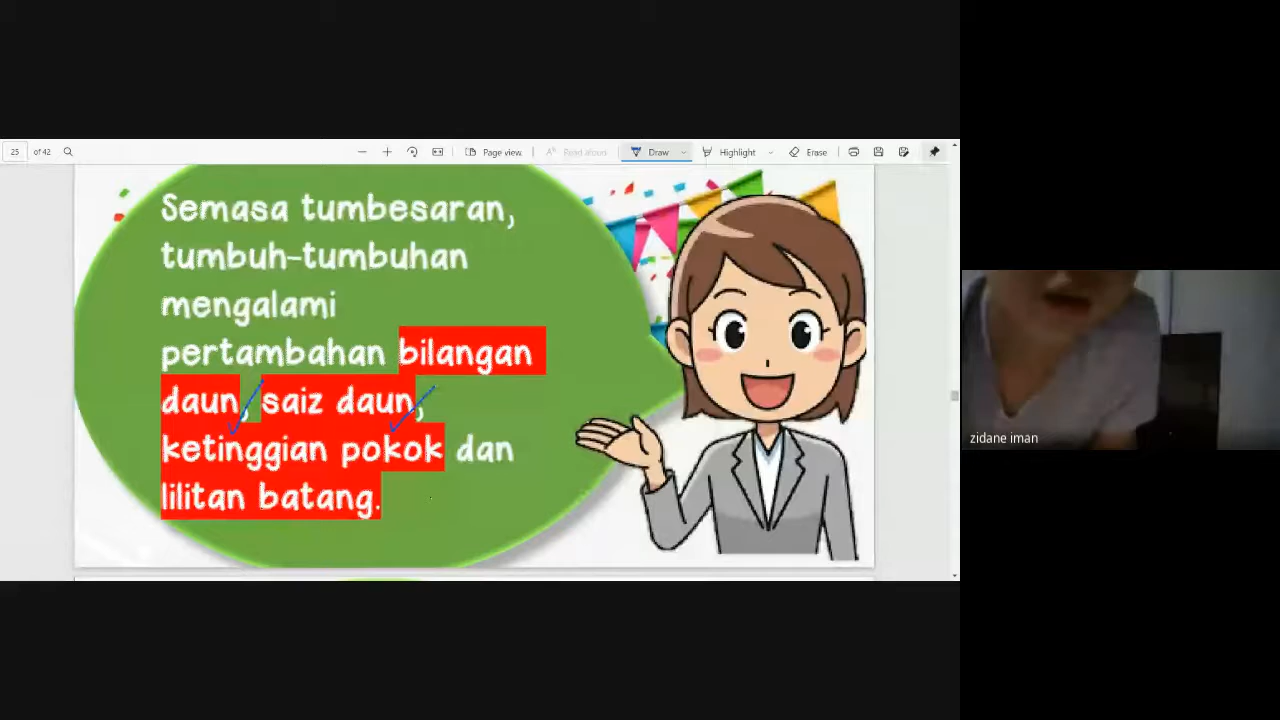 25 of 42 Page view Read aloud Draw Highlight Erase
Semasa tumbesaran,
tumbuh-tumbuhan
mengalami
pertambahan bilangan
daun, saiz daun,
ketinggian pokok dan
lilitan batang.
zidane iman